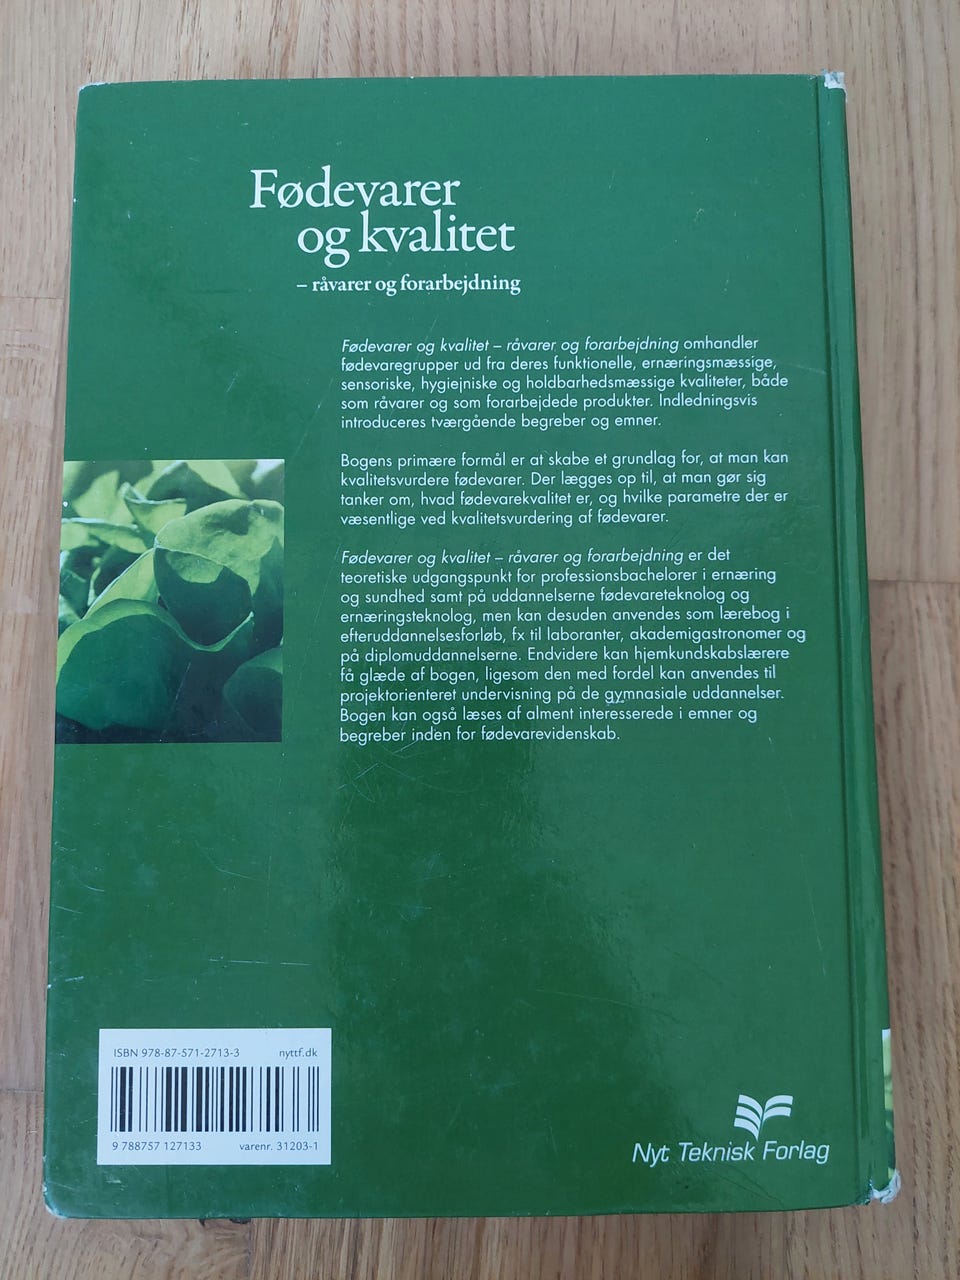 Fødevarer
og kvalitet
– råvarer og forarbejdning
Fødevarer og kvalitet – råvarer og forarbejdning omhandler
fødevaregrupper ud fra deres funktionelle, ernæringsmæssige,
sensoriske, hygiejniske og holdbarhedsmæssige kvaliteter, både
som råvarer og som forarbejdede produkter. Indledningsvis
introduceres tværgående begreber og emner.
Bogens primære formål er at skabe et grundlag for, at man kan
kvalitetsvurdere fødevarer. Der lægges op til, at man gør sig
tanker om, hvad fødevarekvalitet er, og hvilke parametre der er
væsentlige ved kvalitetsvurdering af fødevarer.
Fødevarer og kvalitet – råvarer og forarbejdning er det
teoretiske udgangspunkt for professionsbachelorer i ernæring
og sundhed samt på uddannelserne fødevareteknolog og
ernæringsteknolog, men kan desuden anvendes som lærebog i
efteruddannelsesforløb, fx til laboranter, akademigastronomer og
på diplomuddannelserne. Endvidere kan hjemkundskabslærere
få glæde af bogen, ligesom den med fordel kan anvendes til
projektorienteret undervisning på de gymnasiale uddannelser.
Bogen kan også læses af alment interesserede i emner og
begreber inden for fødevarevidenskab.
ISBN 978-87-571-2713-3 nyttf.dk
9 788757 127133 varenr. 31203-1
Nyt Teknisk Forlag